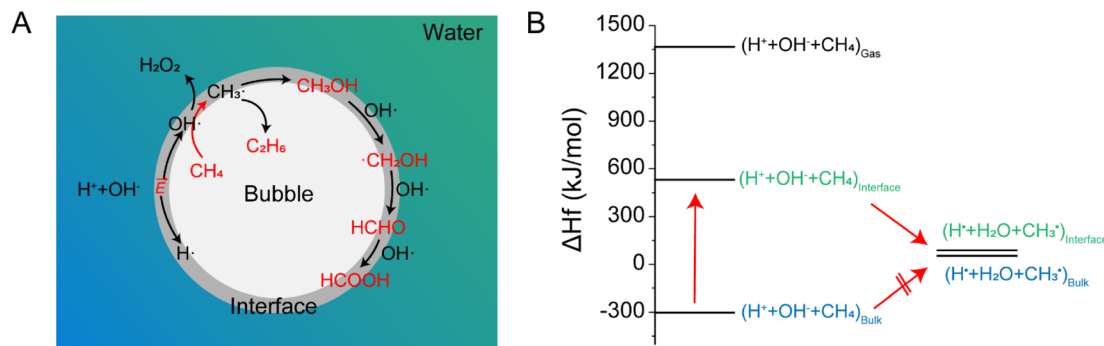 A
Water
H₂O₂
CH₃·
CH₃OH
OH·
OH·
C₂H₆
CH₄
·CH₂OH
H⁺+OH⁻
E
Bubble
OH·
HCHO
H·
OH·
HCOOH
Interface
B
ΔHf (kJ/mol)
1500
1200
900
600
300
0
-300
(H⁺+OH⁻+CH₄)Gas
(H⁺+OH⁻+CH₄)Interface
(H•+H₂O+CH₃•)Interface
(H•+H₂O+CH₃•)Bulk
(H⁺+OH⁻+CH₄)Bulk